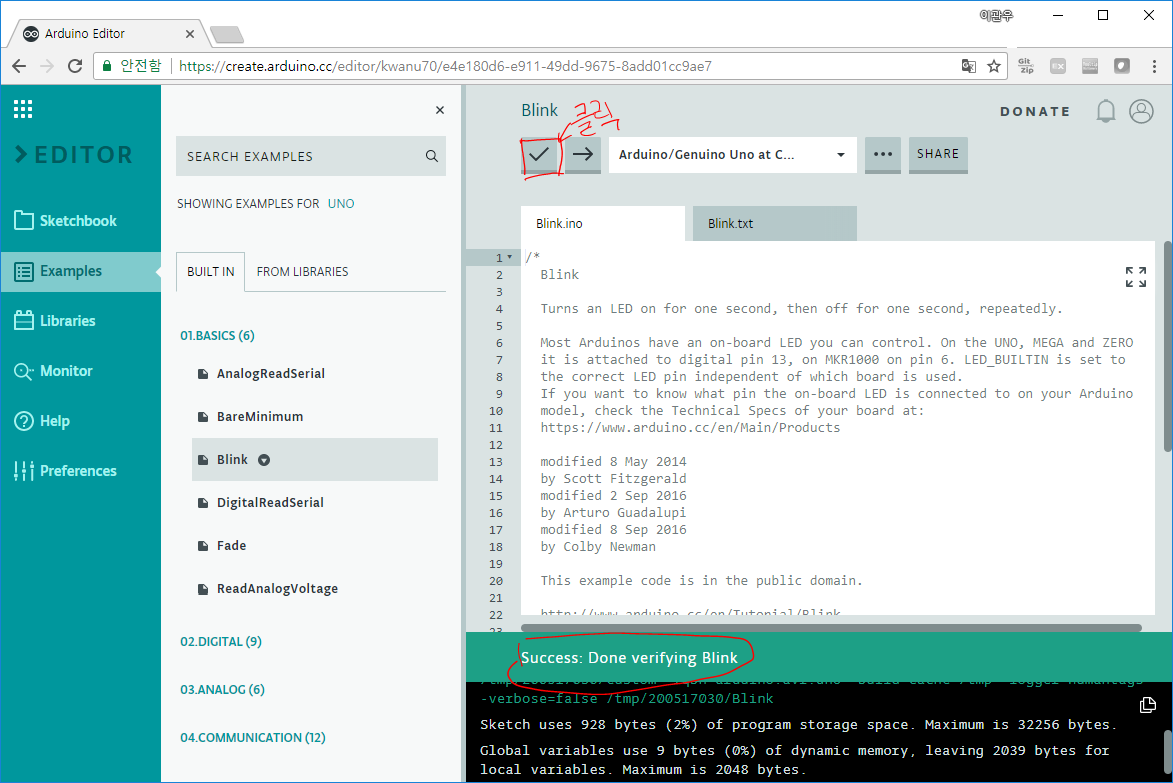 이관우
Arduino Editor
안전함
https://create.arduino.cc/editor/kwanu70/e4e180d6-e911-49dd-9675-8add01cc9ae7
Git Zip
EDITOR
Sketchbook
Examples
Libraries
Monitor
Help
Preferences
SEARCH EXAMPLES
SHOWING EXAMPLES FOR UNO
BUILT IN
FROM LIBRARIES
01.BASICS (6)
AnalogReadSerial
BareMinimum
Blink
DigitalReadSerial
Fade
ReadAnalogVoltage
02.DIGITAL (9)
03.ANALOG (6)
04.COMMUNICATION (12)
Blink
클릭
DONATE
Arduino/Genuino Uno at C...
SHARE
Blink.ino
Blink.txt
1 /*
2 Blink
3
4 Turns an LED on for one second, then off for one second, repeatedly.
5
6 Most Arduinos have an on-board LED you can control. On the UNO, MEGA and ZERO
7 it is attached to digital pin 13, on MKR1000 on pin 6. LED_BUILTIN is set to
8 the correct LED pin independent of which board is used.
9 If you want to know what pin the on-board LED is connected to on your Arduino
10 model, check the Technical Specs of your board at:
11 https://www.arduino.cc/en/Main/Products
12
13 modified 8 May 2014
14 by Scott Fitzgerald
15 modified 2 Sep 2016
16 by Arturo Guadalupi
17 modified 8 Sep 2016
18 by Colby Newman
19
20 This example code is in the public domain.
21
22 http://www.arduino.cc/en/Tutorial/Blink
23
Success: Done verifying Blink
-verbose=false /tmp/200517030/Blink
Sketch uses 928 bytes (2%) of program storage space. Maximum is 32256 bytes.
Global variables use 9 bytes (0%) of dynamic memory, leaving 2039 bytes for
local variables. Maximum is 2048 bytes.